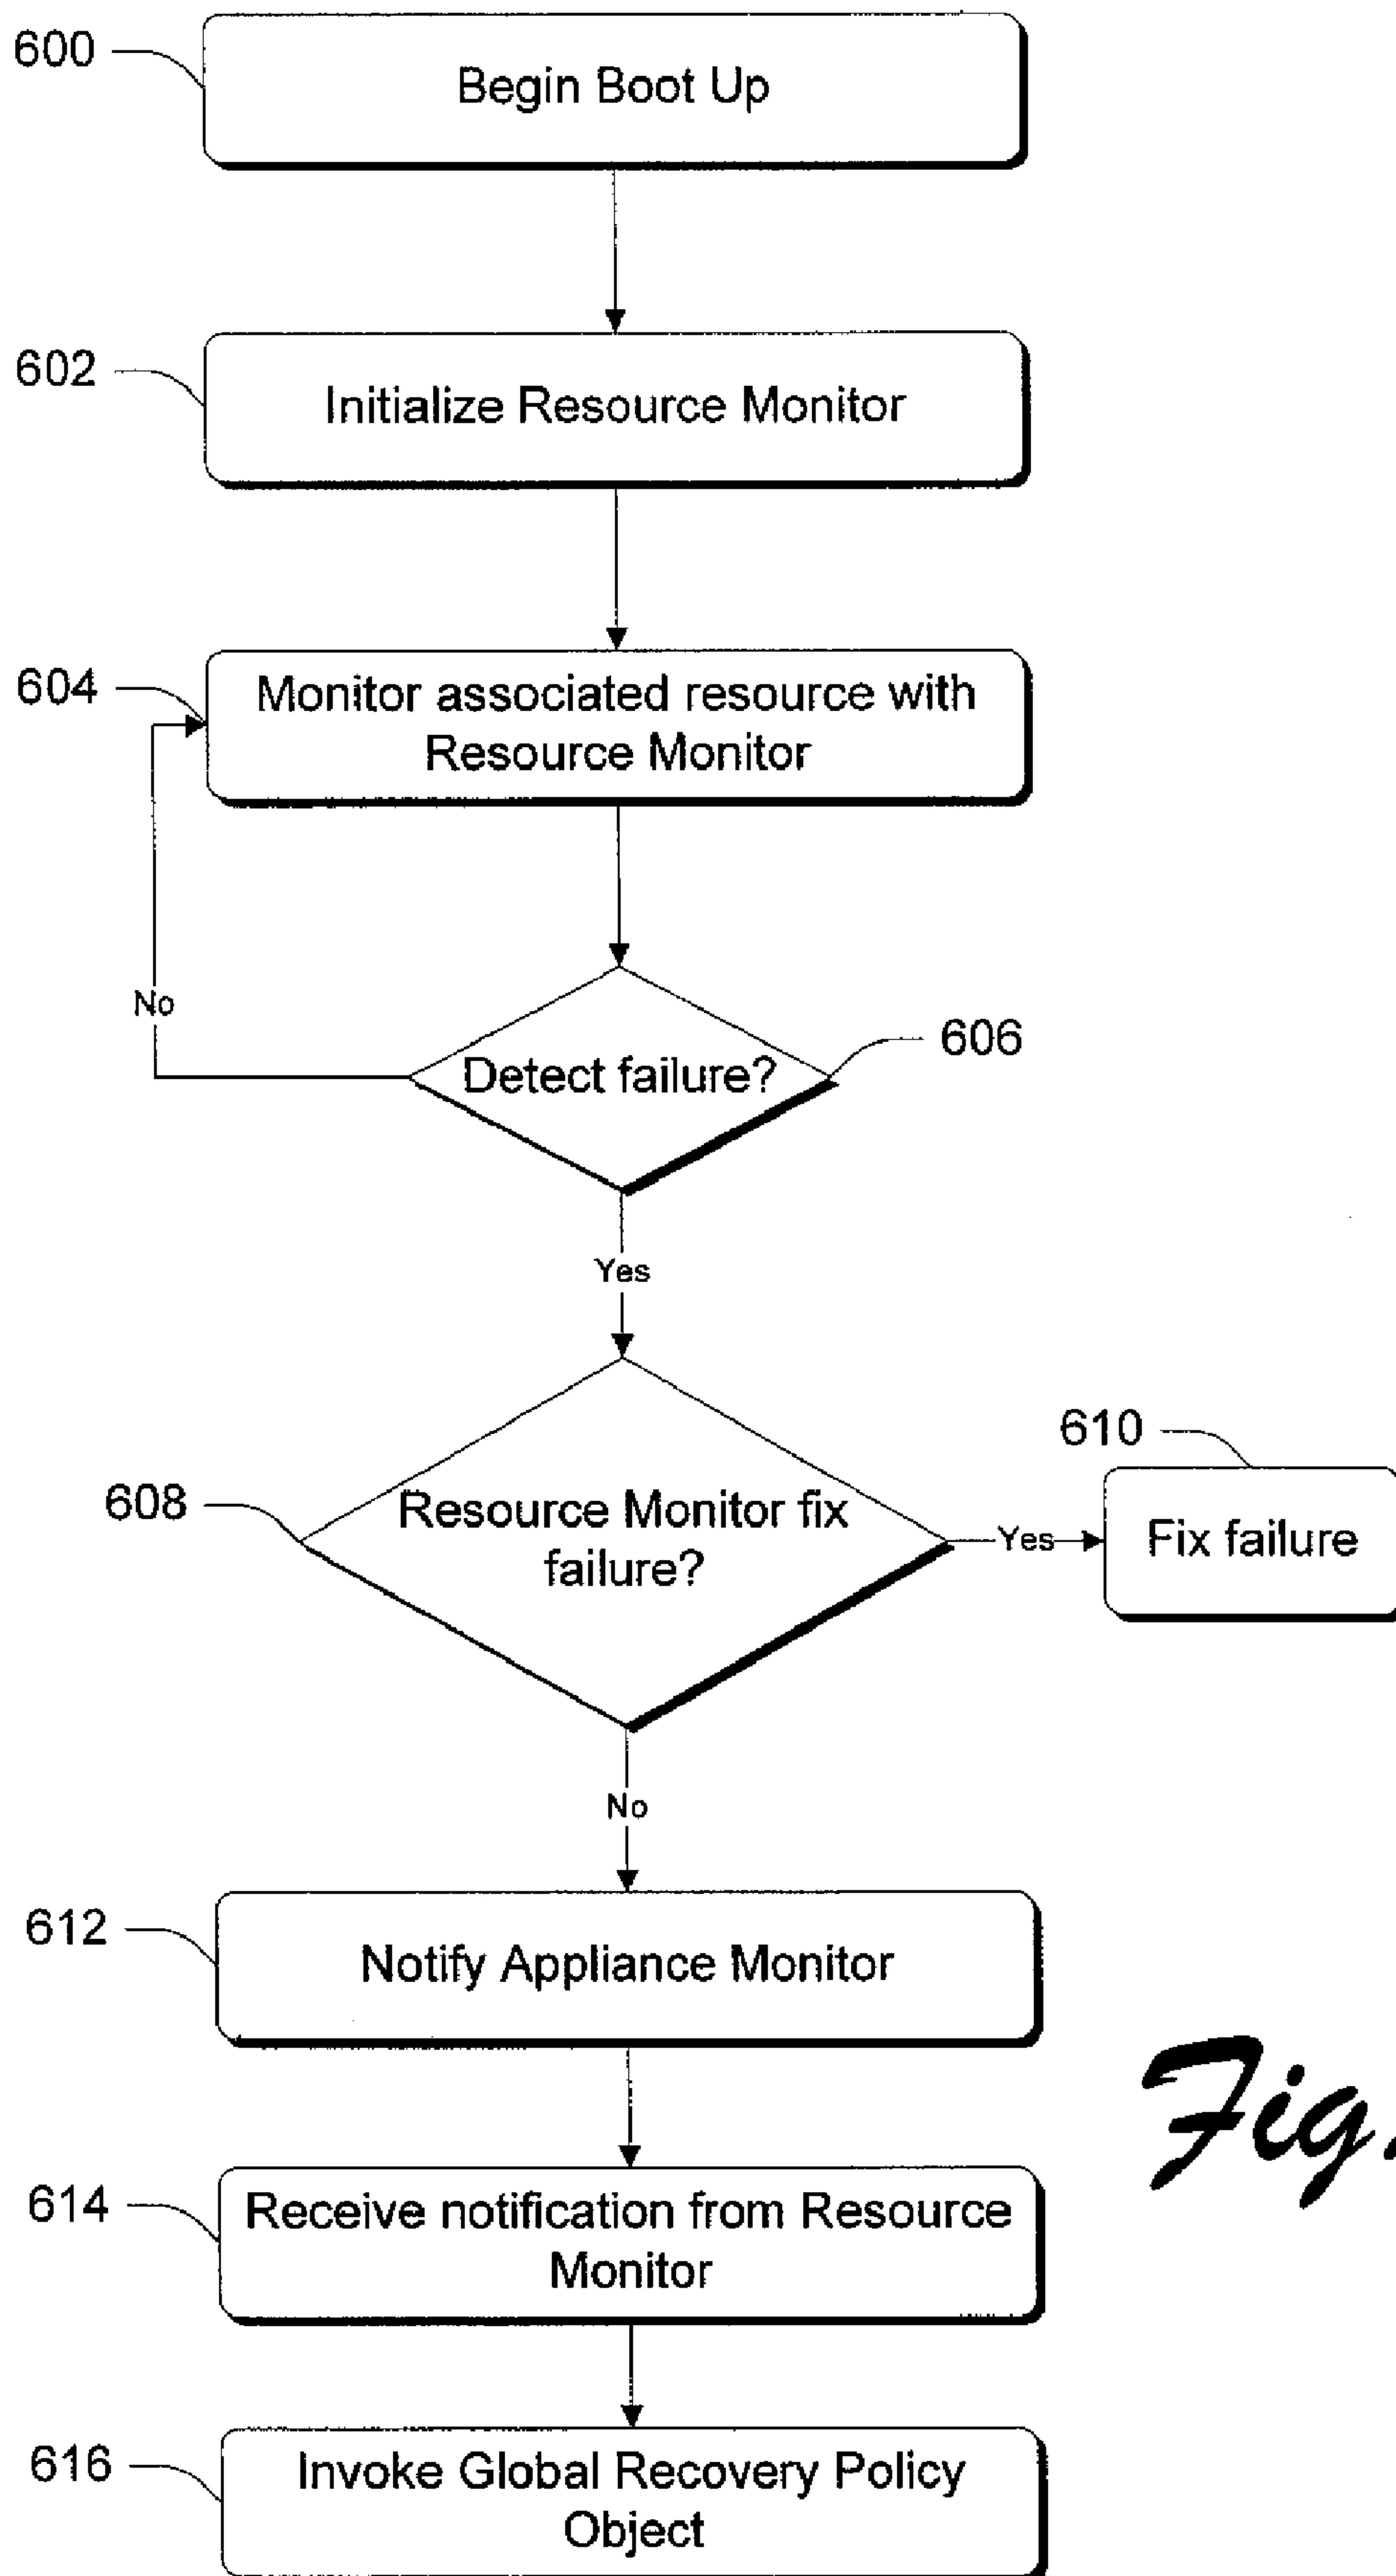 600
Begin Boot Up
602
Initialize Resource Monitor
604
Monitor associated resource with
Resource Monitor
No
Detect failure?
606
Yes
608
Resource Monitor fix
failure?
Yes
610
Fix failure
No
612
Notify Appliance Monitor
Fig.
614
Receive notification from Resource
Monitor
616
Invoke Global Recovery Policy
Object